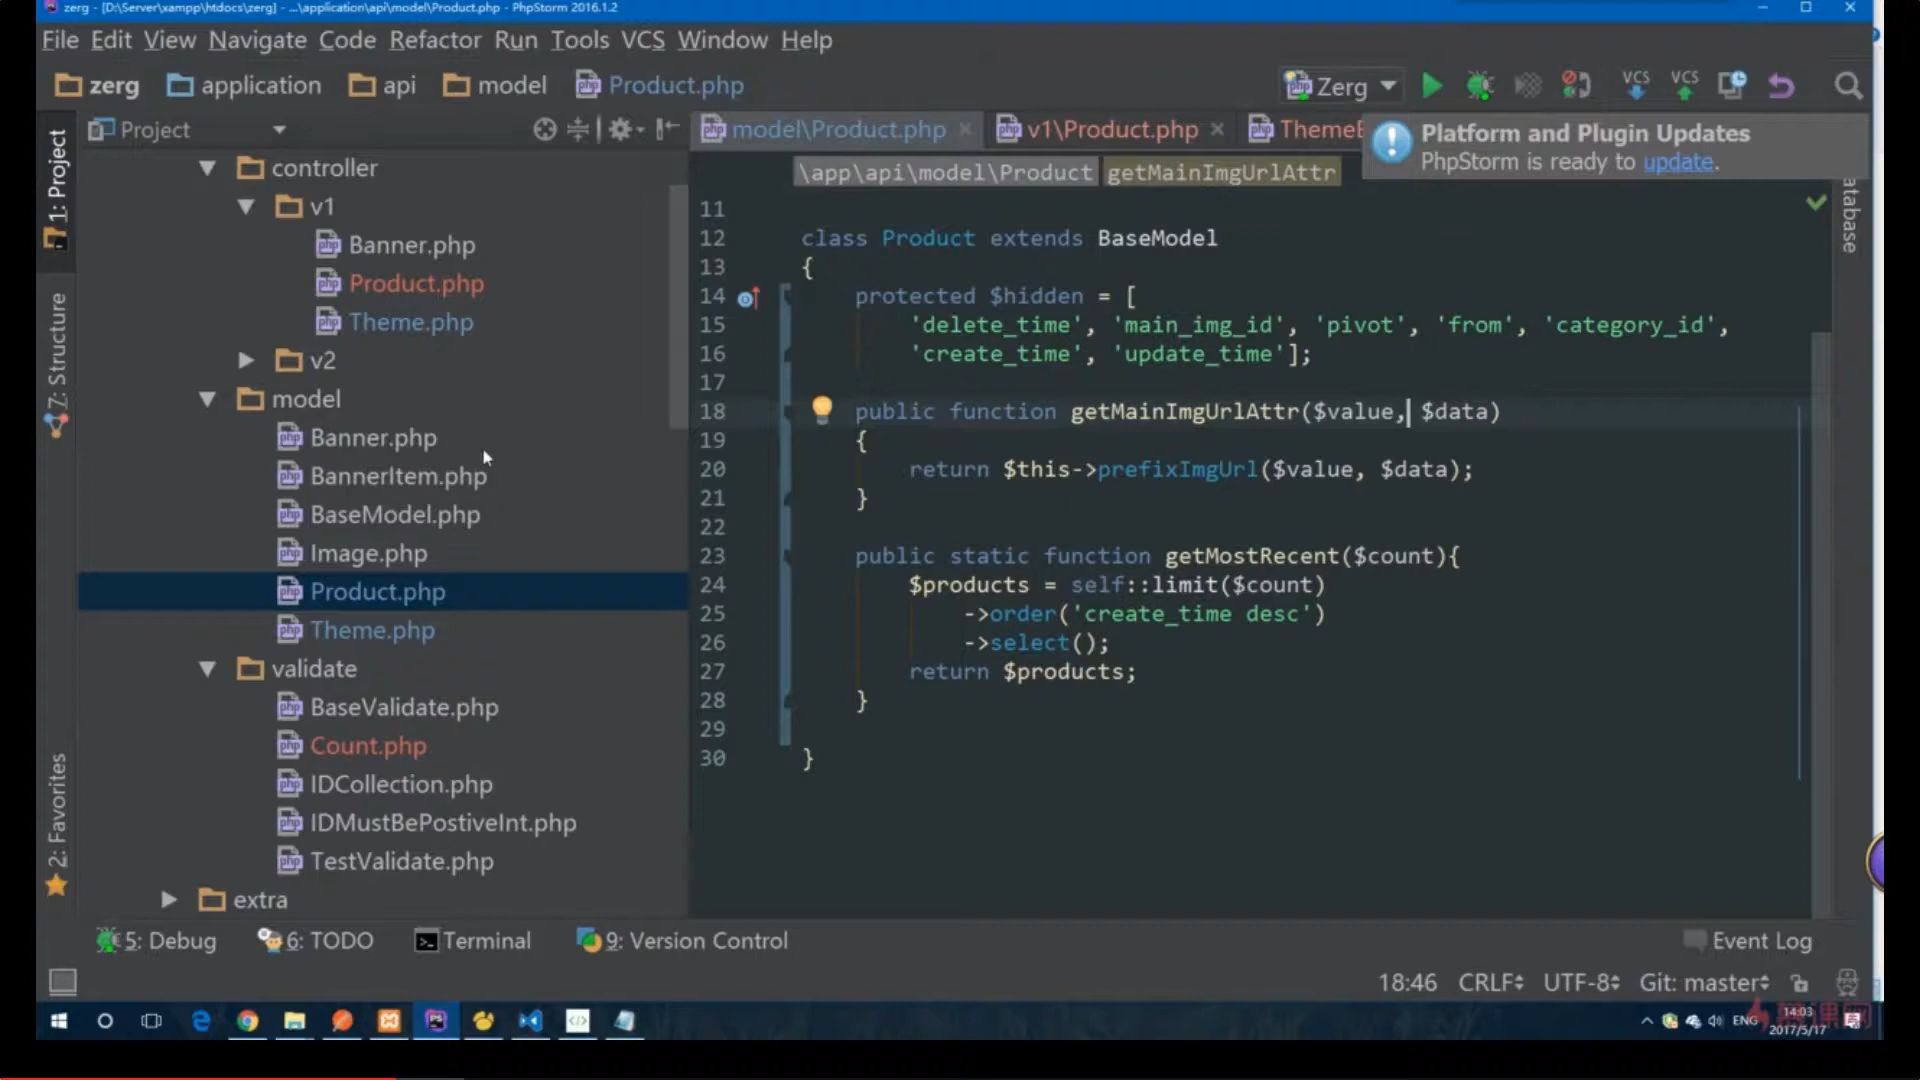 zerg - [D:\Server\xampp\htdocs\zerg] - ...\application\api\model\Product.php - PhpStorm 2016.1.2
File Edit View Navigate Code Refactor Run Tools VCS Window Help
zerg application api model Product.php Zerg VCS VCS
1: Project
7: Structure
2: Favorites
Project
controller
v1
Banner.php
Product.php
Theme.php
v2
model
Banner.php
BannerItem.php
BaseModel.php
Image.php
Product.php
Theme.php
validate
BaseValidate.php
Count.php
IDCollection.php
IDMustBePostiveInt.php
TestValidate.php
extra
model\Product.php v1\Product.php
Platform and Plugin Updates
PhpStorm is ready to update.
\app\api\model\Product getMainImgUrlAttr
11
12 class Product extends BaseModel
13 {
14 protected $hidden = [
15 'delete_time', 'main_img_id', 'pivot', 'from', 'category_id',
16 'create_time', 'update_time'];
17
18 public function getMainImgUrlAttr($value, $data)
19 {
20 return $this->prefixImgUrl($value, $data);
21 }
22
23 public static function getMostRecent($count){
24 $products = self::limit($count)
25 ->order('create_time desc')
26 ->select();
27 return $products;
28 }
29
30 }
atabase
5: Debug 6: TODO Terminal 9: Version Control Event Log
18:46 CRLF UTF-8 Git: master
ENG 14:03
2017/5/17